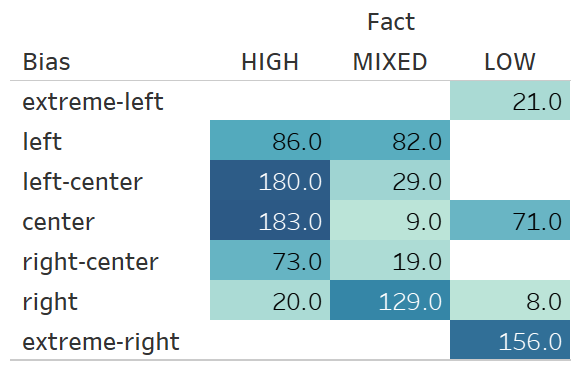 Fact
Bias HIGH MIXED LOW
extreme-left 21.0
left 86.0 82.0
left-center 180.0 29.0
center 183.0 9.0 71.0
right-center 73.0 19.0
right 20.0 129.0 8.0
extreme-right 156.0